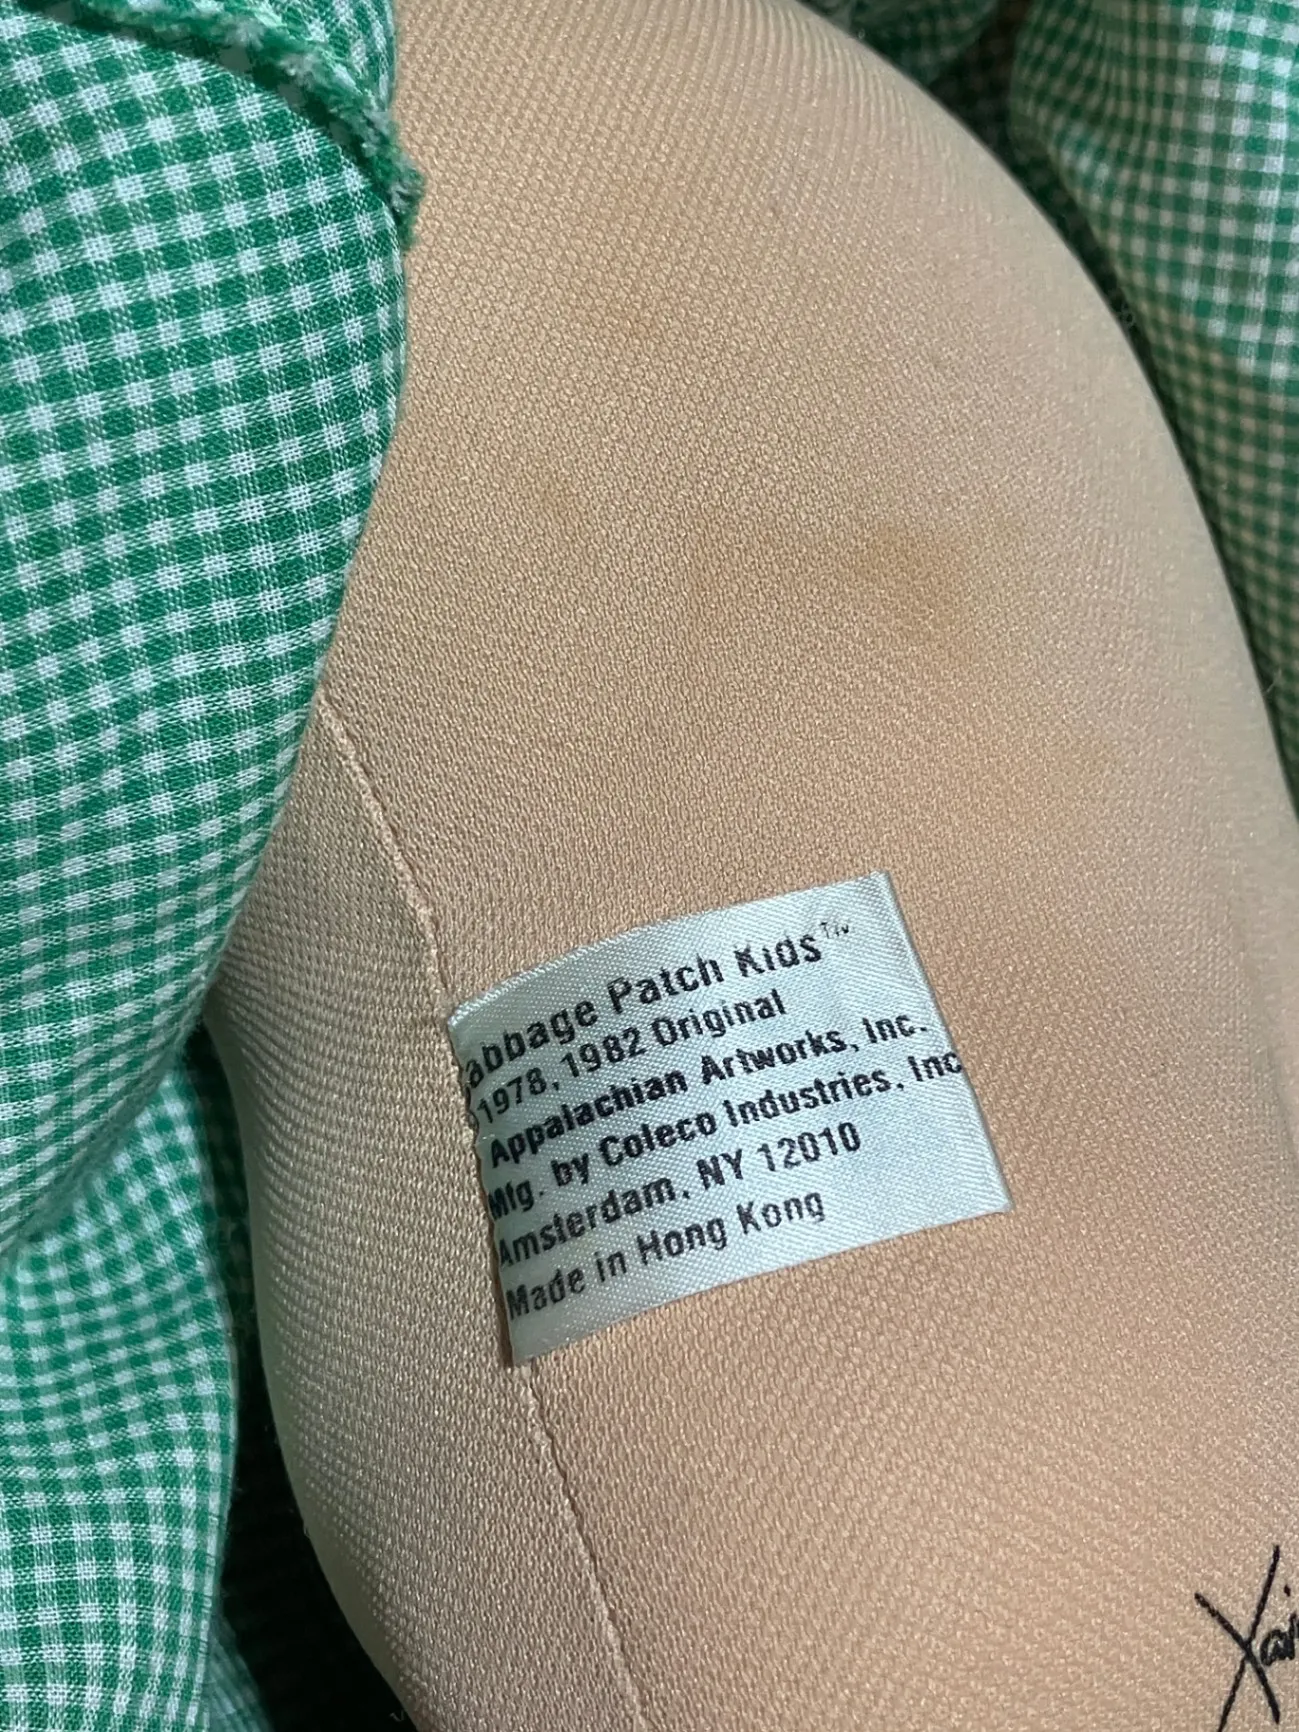 abbage Patch Kids™
1978, 1982 Original
Appalachian Artworks, Inc.
Mfg. by Coleco Industries, Inc
Amsterdam, NY 12010
Made in Hong Kong
Xai